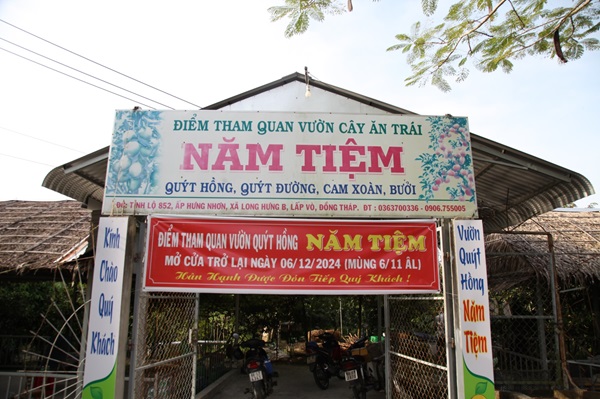 ĐIỂM THAM QUAN VƯỜN CÂY ĂN TRÁI
NĂM TIỆM
QUÝT HỒNG, QUÝT ĐƯỜNG, CAM XOÀN, BƯỞI
Đ/c: TỈNH LỘ 852, ẤP HƯNG NHƠN, XÃ LONG HƯNG B, LẤP VÒ, ĐỒNG THÁP. ĐT : 0363700336 - 0906.755005
ĐIỂM THAM QUAN VƯỜN QUÝT HỒNG NĂM TIỆM
MỞ CỬA TRỞ LẠI NGÀY 06/12/2024 (MÙNG 6/11 ÂL)
Hân Hạnh Được Đón Tiếp Quý Khách !
Kính
Chào
Quý
Khách
Vườn
Quýt
Hồng
Năm
Tiệm